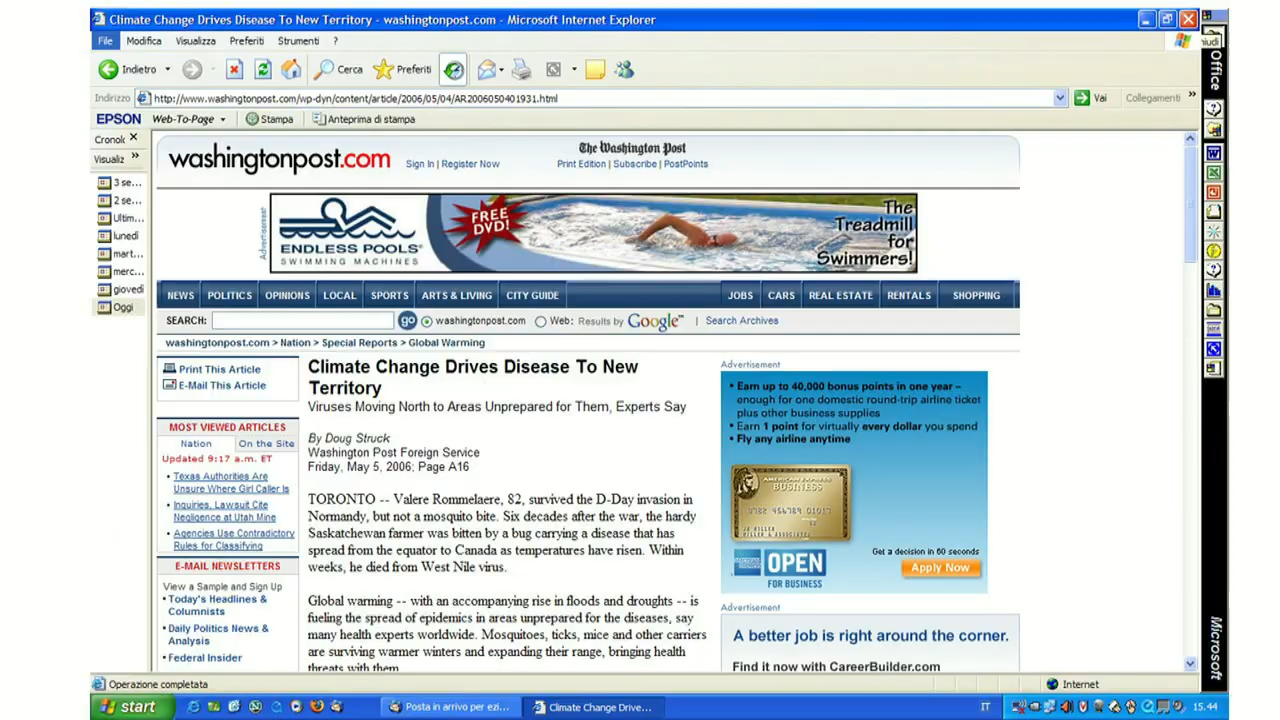 Climate Change Drives Disease To New Territory - washingtonpost.com - Microsoft Internet Explorer
File Modifica Visualizza Preferiti Strumenti ?
Indietro Cerca Preferiti
Indirizzo http://www.washingtonpost.com/wp-dyn/content/article/2006/05/04/AR2006050401931.html Vai Collegamenti »
EPSON Web-To-Page Stampa Anteprima di stampa
Cronolo
Visualiz »
3 se...
2 se...
Ultim...
lunedì
mart...
merc...
giovedì
Oggi
washingtonpost.com Sign In | Register Now
The Washington Post
Print Edition | Subscribe | PostPoints
Advertisement
ENDLESS POOLS
SWIMMING MACHINES
FREE
DVD!
The
Treadmill
for
Swimmers!
NEWS POLITICS OPINIONS LOCAL SPORTS ARTS & LIVING CITY GUIDE JOBS CARS REAL ESTATE RENTALS SHOPPING
SEARCH: go washingtonpost.com Web: Results by Google™ | Search Archives
washingtonpost.com > Nation > Special Reports > Global Warming
Print This Article
E-Mail This Article
MOST VIEWED ARTICLES
Nation On the Site
Updated 9:17 a.m. ET
• Texas Authorities Are
Unsure Where Girl Caller Is
• Inquiries, Lawsuit Cite
Negligence at Utah Mine
• Agencies Use Contradictory
Rules for Classifying
E-MAIL NEWSLETTERS
View a Sample and Sign Up
• Today's Headlines &
Columnists
• Daily Politics News &
Analysis
• Federal Insider
Climate Change Drives Disease To New
Territory
Viruses Moving North to Areas Unprepared for Them, Experts Say
By Doug Struck
Washington Post Foreign Service
Friday, May 5, 2006; Page A16
TORONTO -- Valere Rommelaere, 82, survived the D-Day invasion in
Normandy, but not a mosquito bite. Six decades after the war, the hardy
Saskatchewan farmer was bitten by a bug carrying a disease that has
spread from the equator to Canada as temperatures have risen. Within
weeks, he died from West Nile virus.
Global warming -- with an accompanying rise in floods and droughts -- is
fueling the spread of epidemics in areas unprepared for the diseases, say
many health experts worldwide. Mosquitoes, ticks, mice and other carriers
are surviving warmer winters and expanding their range, bringing health
threats with them.
Advertisement
• Earn up to 40,000 bonus points in one year –
enough for one domestic round-trip airline ticket
plus other business supplies
• Earn 1 point for virtually every dollar you spend
• Fly any airline anytime
AMERICAN EXPRESS
BUSINESS
OPEN
FOR BUSINESS
Get a decision in 60 seconds
Apply Now
Advertisement
A better job is right around the corner.
Find it now with CareerBuilder.com
Office
Microsoft
Operazione completata Internet
start Posta in arrivo per ezi... Climate Change Drive... IT 15.44